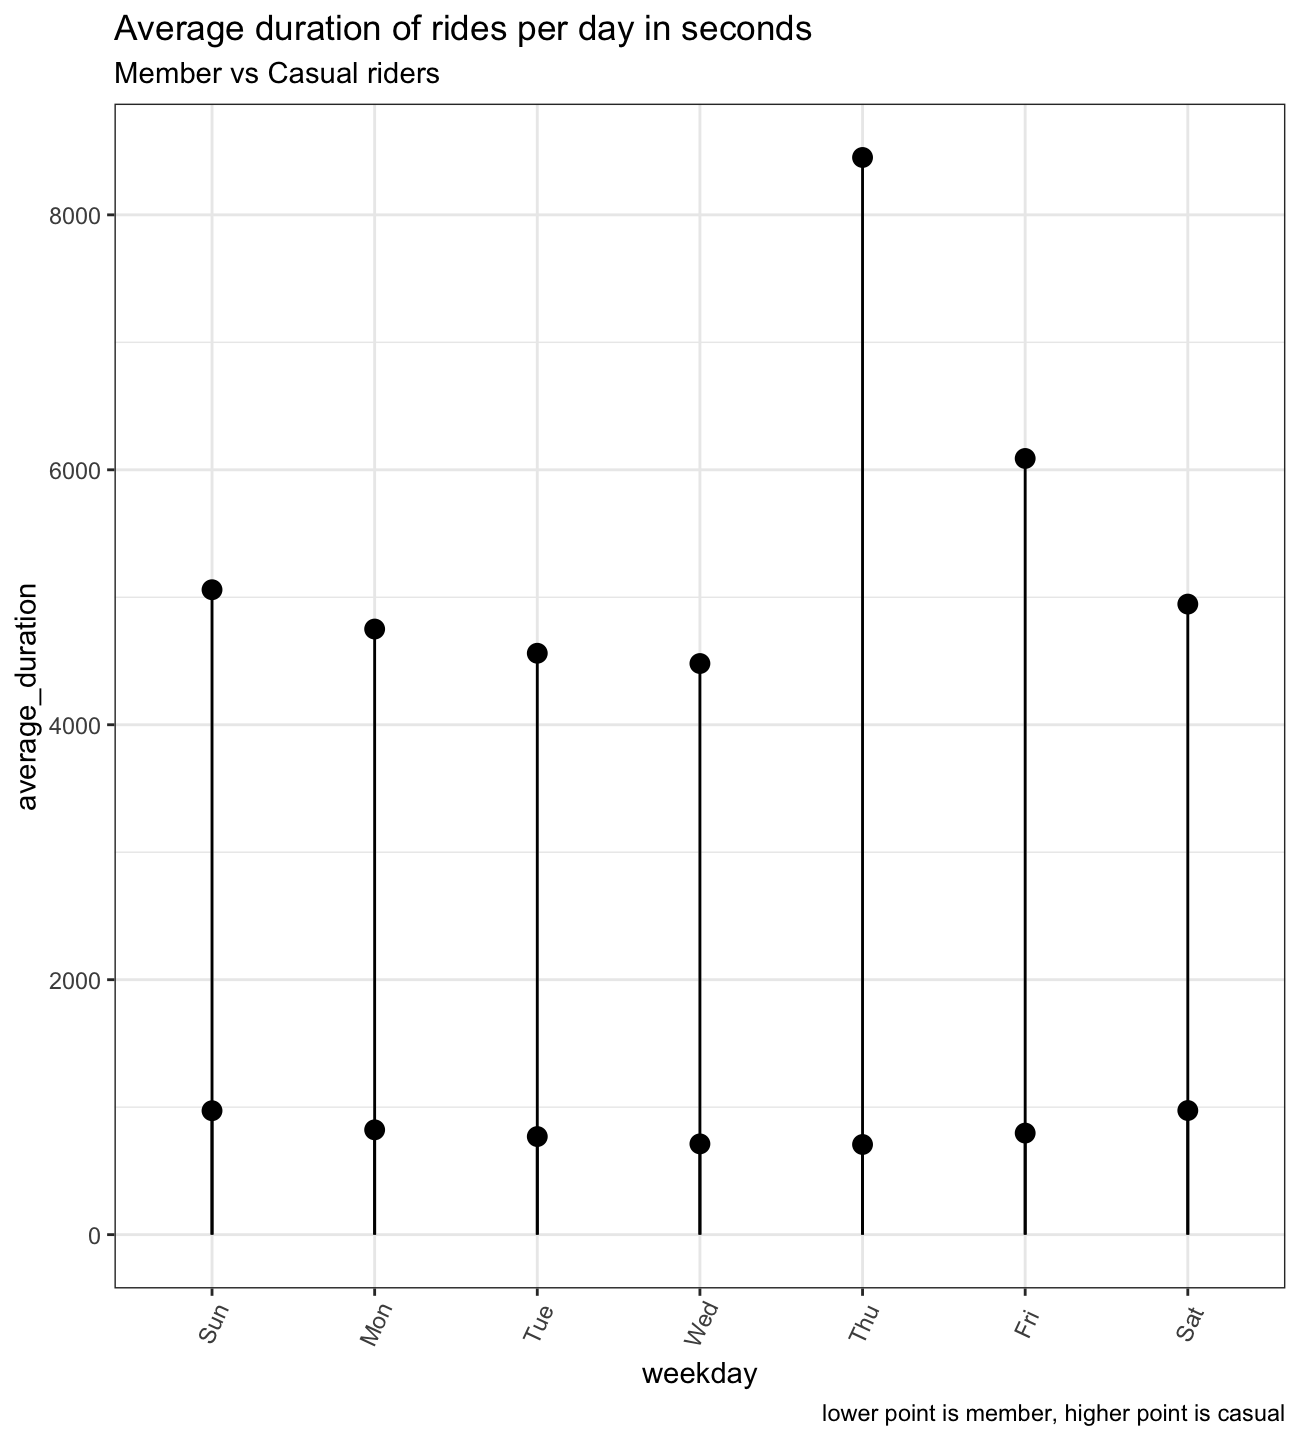 Average duration of rides per day in seconds
Member vs Casual riders
8000
6000
4000
2000
0
average_duration
Sun
Mon
Tue
Wed
Thu
Fri
Sat
weekday
lower point is member, higher point is casual